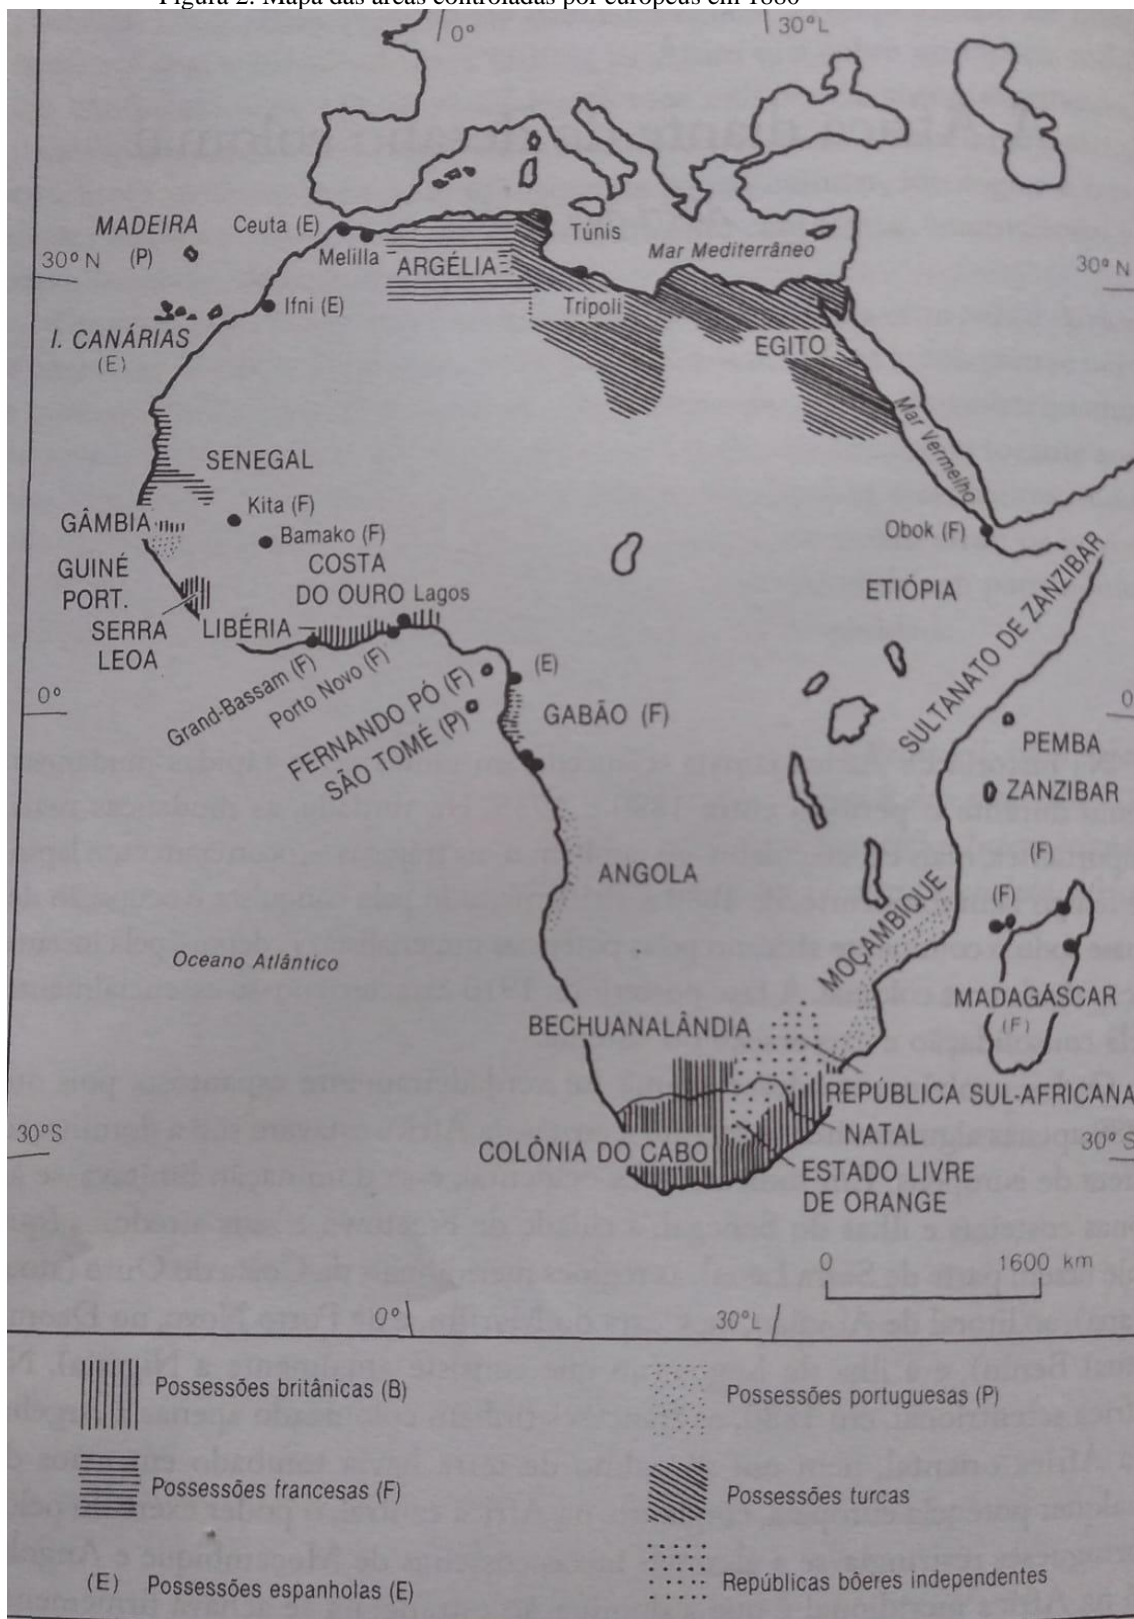 Figura 2: Mapa das áreas controladas por europeus em 1880
0°
30°L
MADEIRA
(P)
Ceuta (E)
Melilla
ARGÉLIA
Túnis
Mar Mediterrâneo
30° N
30° N
Ifni (E)
Trípoli
I. CANÁRIAS
(E)
EGITO
Mar Vermelho
SENEGAL
Kita (F)
GÂMBIA
Bamako (F)
Obok (F)
GUINÉ
PORT.
COSTA
DO OURO
Lagos
ETIÓPIA
SERRA
LEOA
LIBÉRIA
SULTANATO DE ZANZIBAR
Grand-Bassam (F)
Porto Novo (F)
FERNANDO PÓ (F)
SÃO TOMÉ (P)
(E)
0°
GABÃO (F)
PEMBA
ZANZIBAR
(F)
ANGOLA
(F)
MOÇAMBIQUE
Oceano Atlântico
MADAGÁSCAR
(F)
BECHUANALÂNDIA
REPÚBLICA SUL-AFRICANA
30°S
NATAL
30° S
COLÔNIA DO CABO
ESTADO LIVRE
DE ORANGE
0
1600 km
0°
30°L
Possessões britânicas (B)
Possessões portuguesas (P)
Possessões francesas (F)
Possessões turcas
(E) Possessões espanholas (E)
Repúblicas bôeres independentes